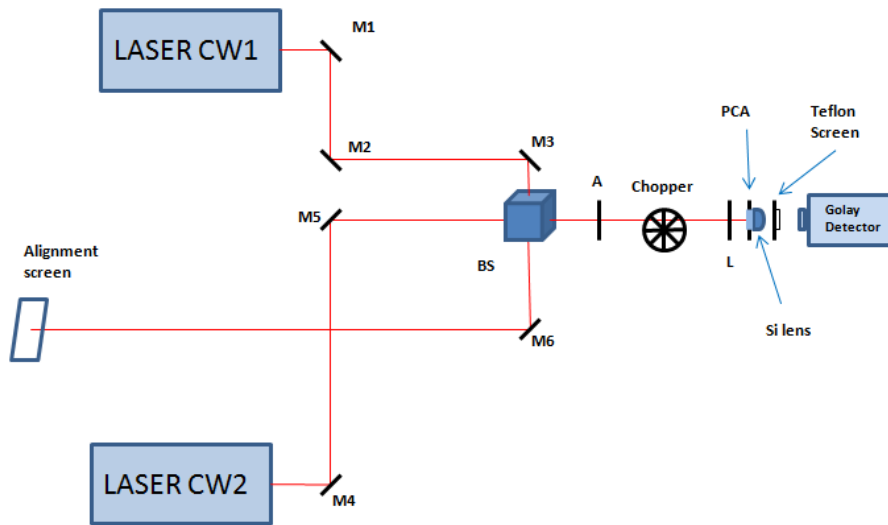 LASER CW1
M1
M2
M3
PCA
Teflon
Screen
A
Chopper
M5
Golay
Detector
Alignment
screen
BS
L
M6
Si lens
LASER CW2
M4